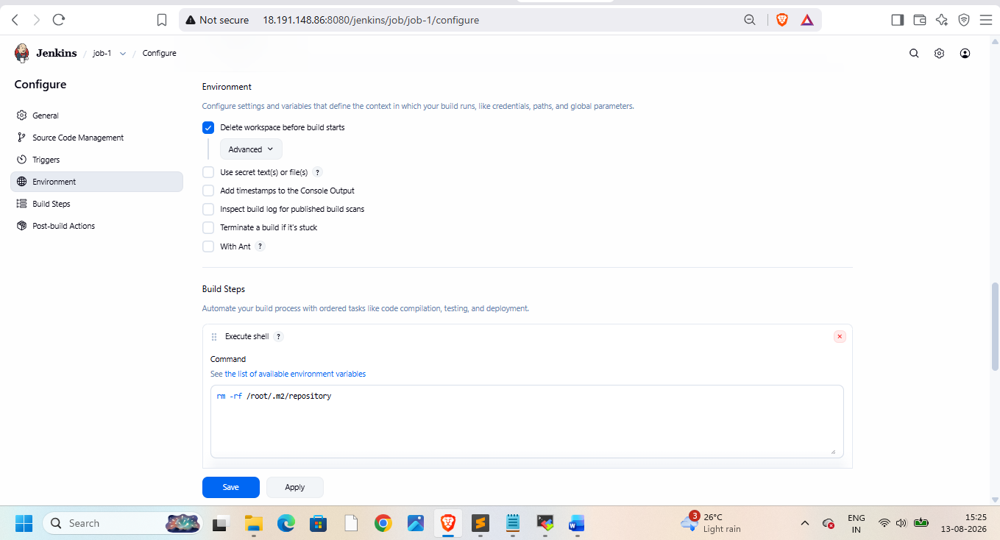 Not secure 18.191.148.86:8080/jenkins/job/job-1/configure
Jenkins / job-1 / Configure
Configure
General
Source Code Management
Triggers
Environment
Build Steps
Post-build Actions
Environment
Configure settings and variables that define the context in which your build runs, like credentials, paths, and global parameters.
Delete workspace before build starts
Advanced
Use secret text(s) or file(s) ?
Add timestamps to the Console Output
Inspect build log for published build scans
Terminate a build if it's stuck
With Ant ?
Build Steps
Automate your build process with ordered tasks like code compilation, testing, and deployment.
Execute shell ?
Command
See the list of available environment variables
rm -rf /root/.m2/repository
Save Apply
Search
3
26°C
Light rain
ENG
IN
15:25
13-08-2026